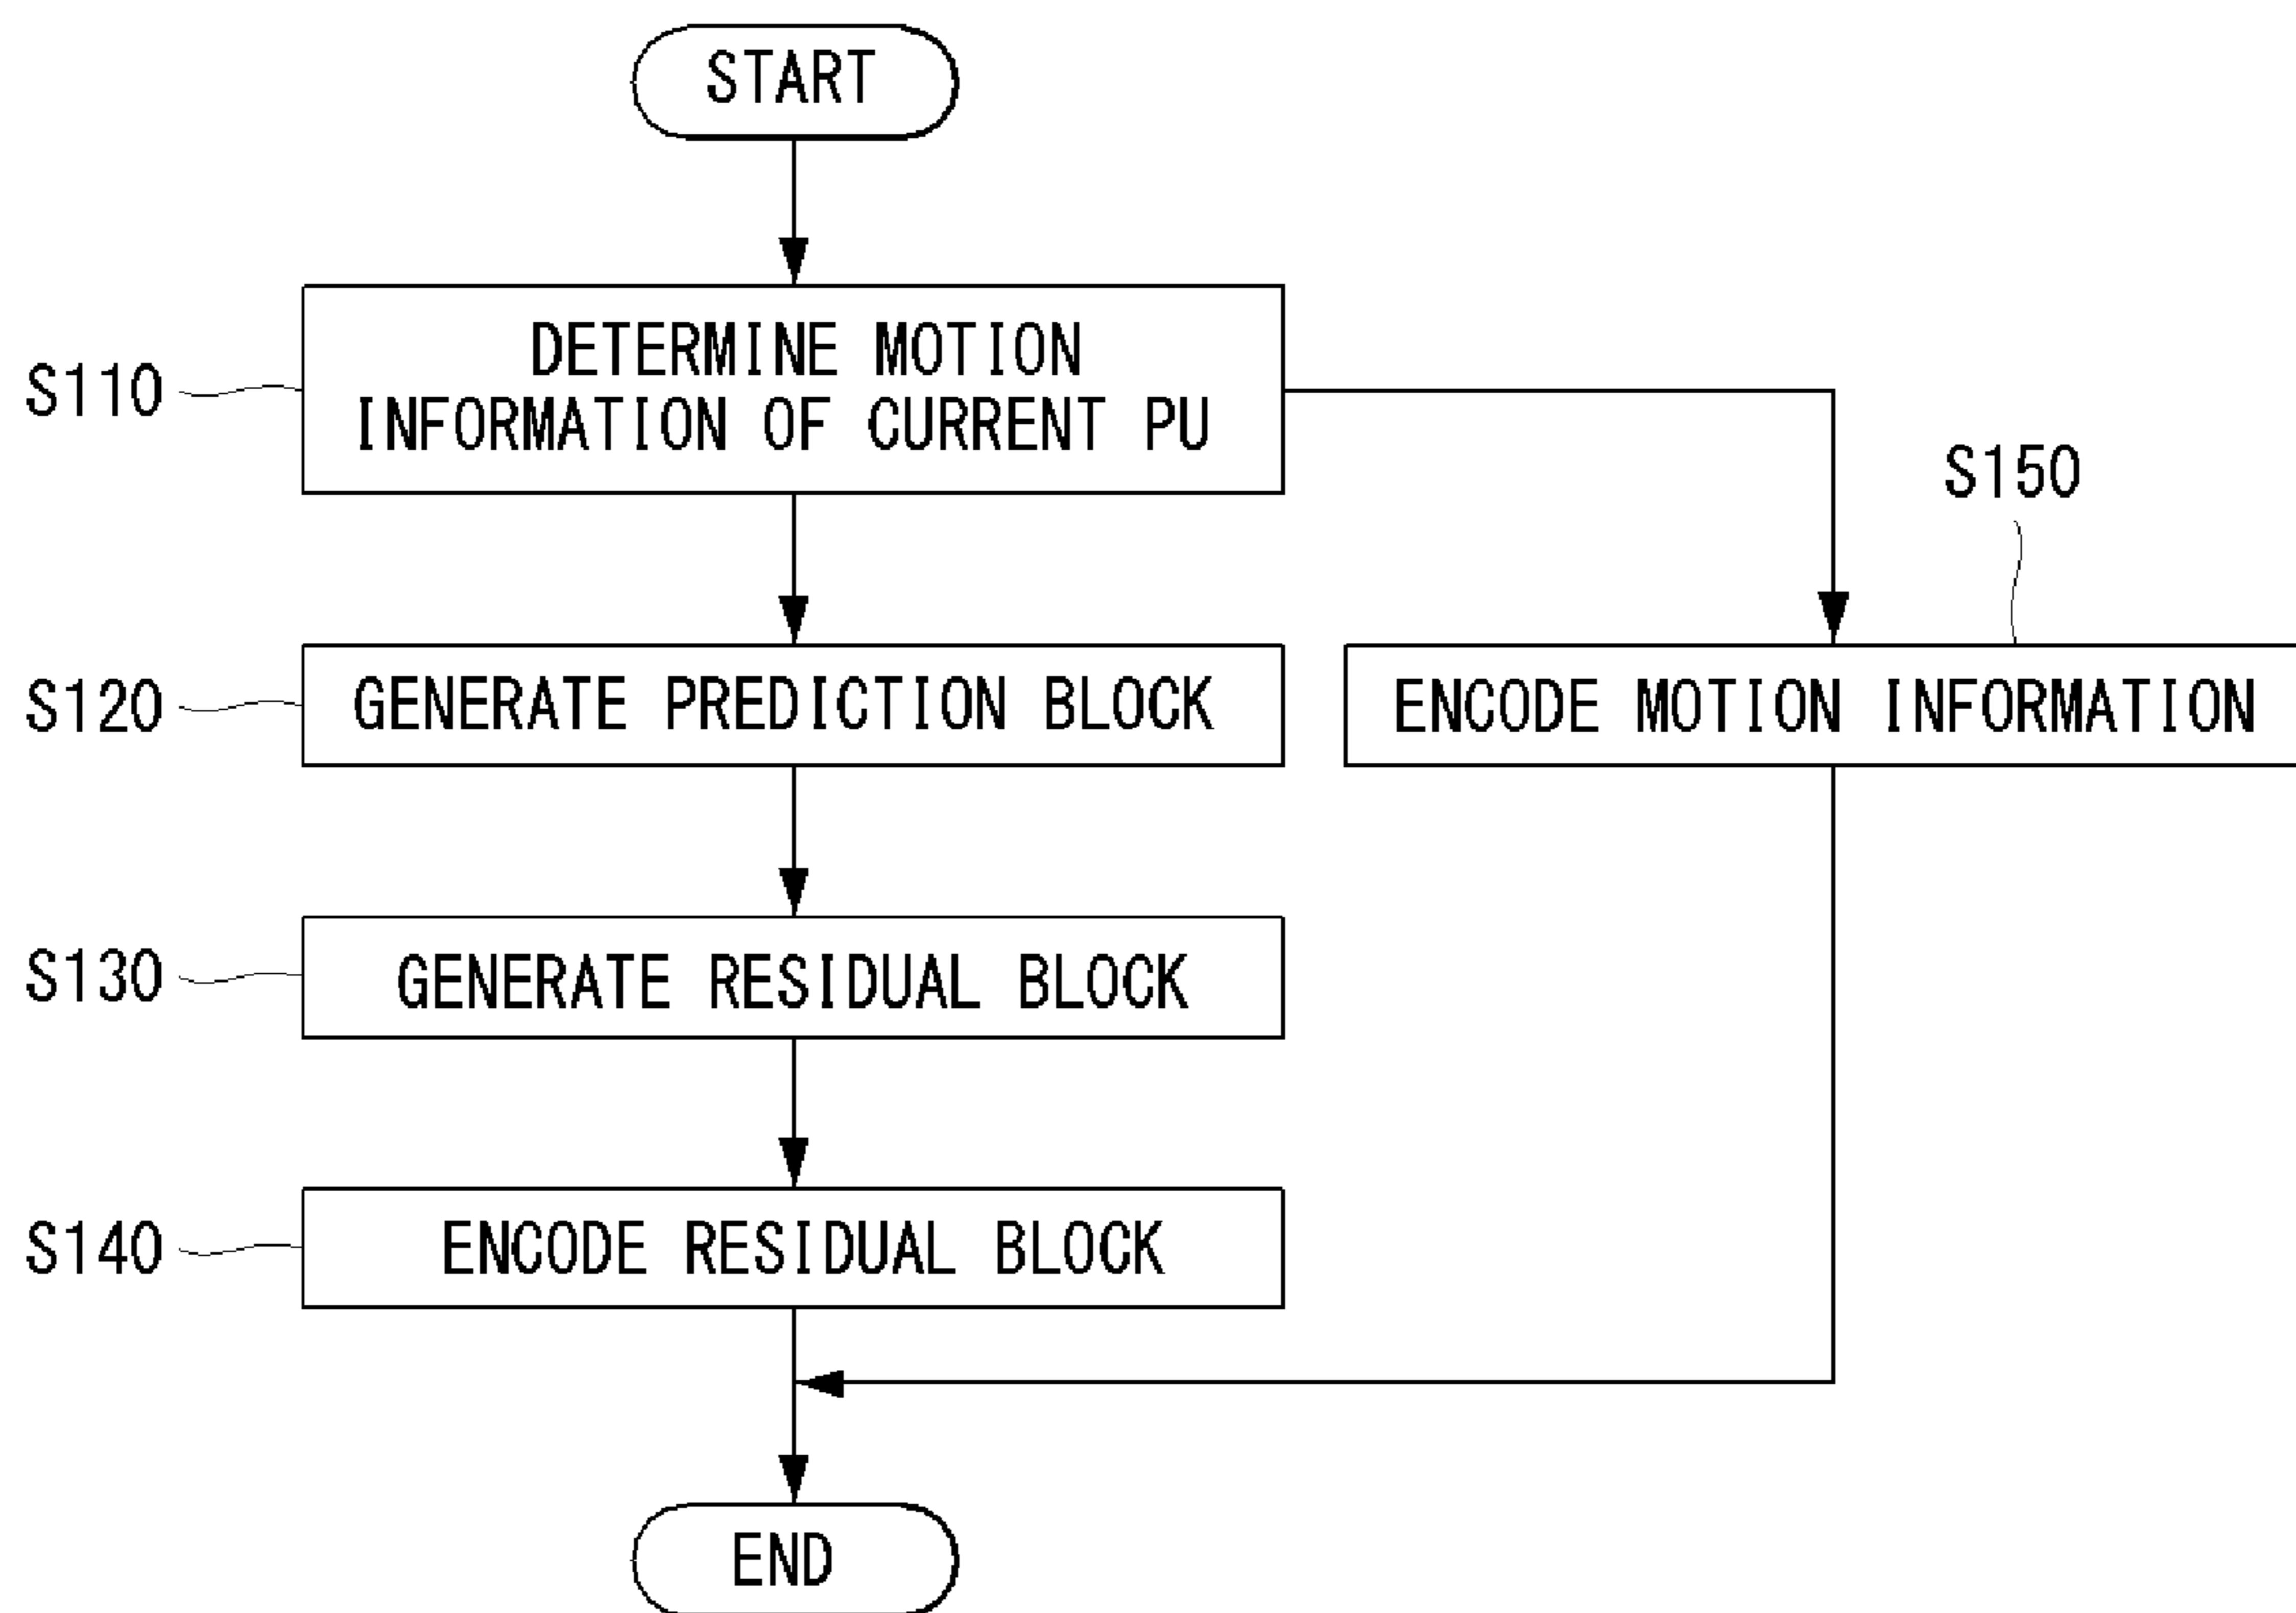 START
S110
DETERMINE MOTION
INFORMATION OF CURRENT PU
S150
S120
GENERATE PREDICTION BLOCK
ENCODE MOTION INFORMATION
S130
GENERATE RESIDUAL BLOCK
S140
ENCODE RESIDUAL BLOCK
END